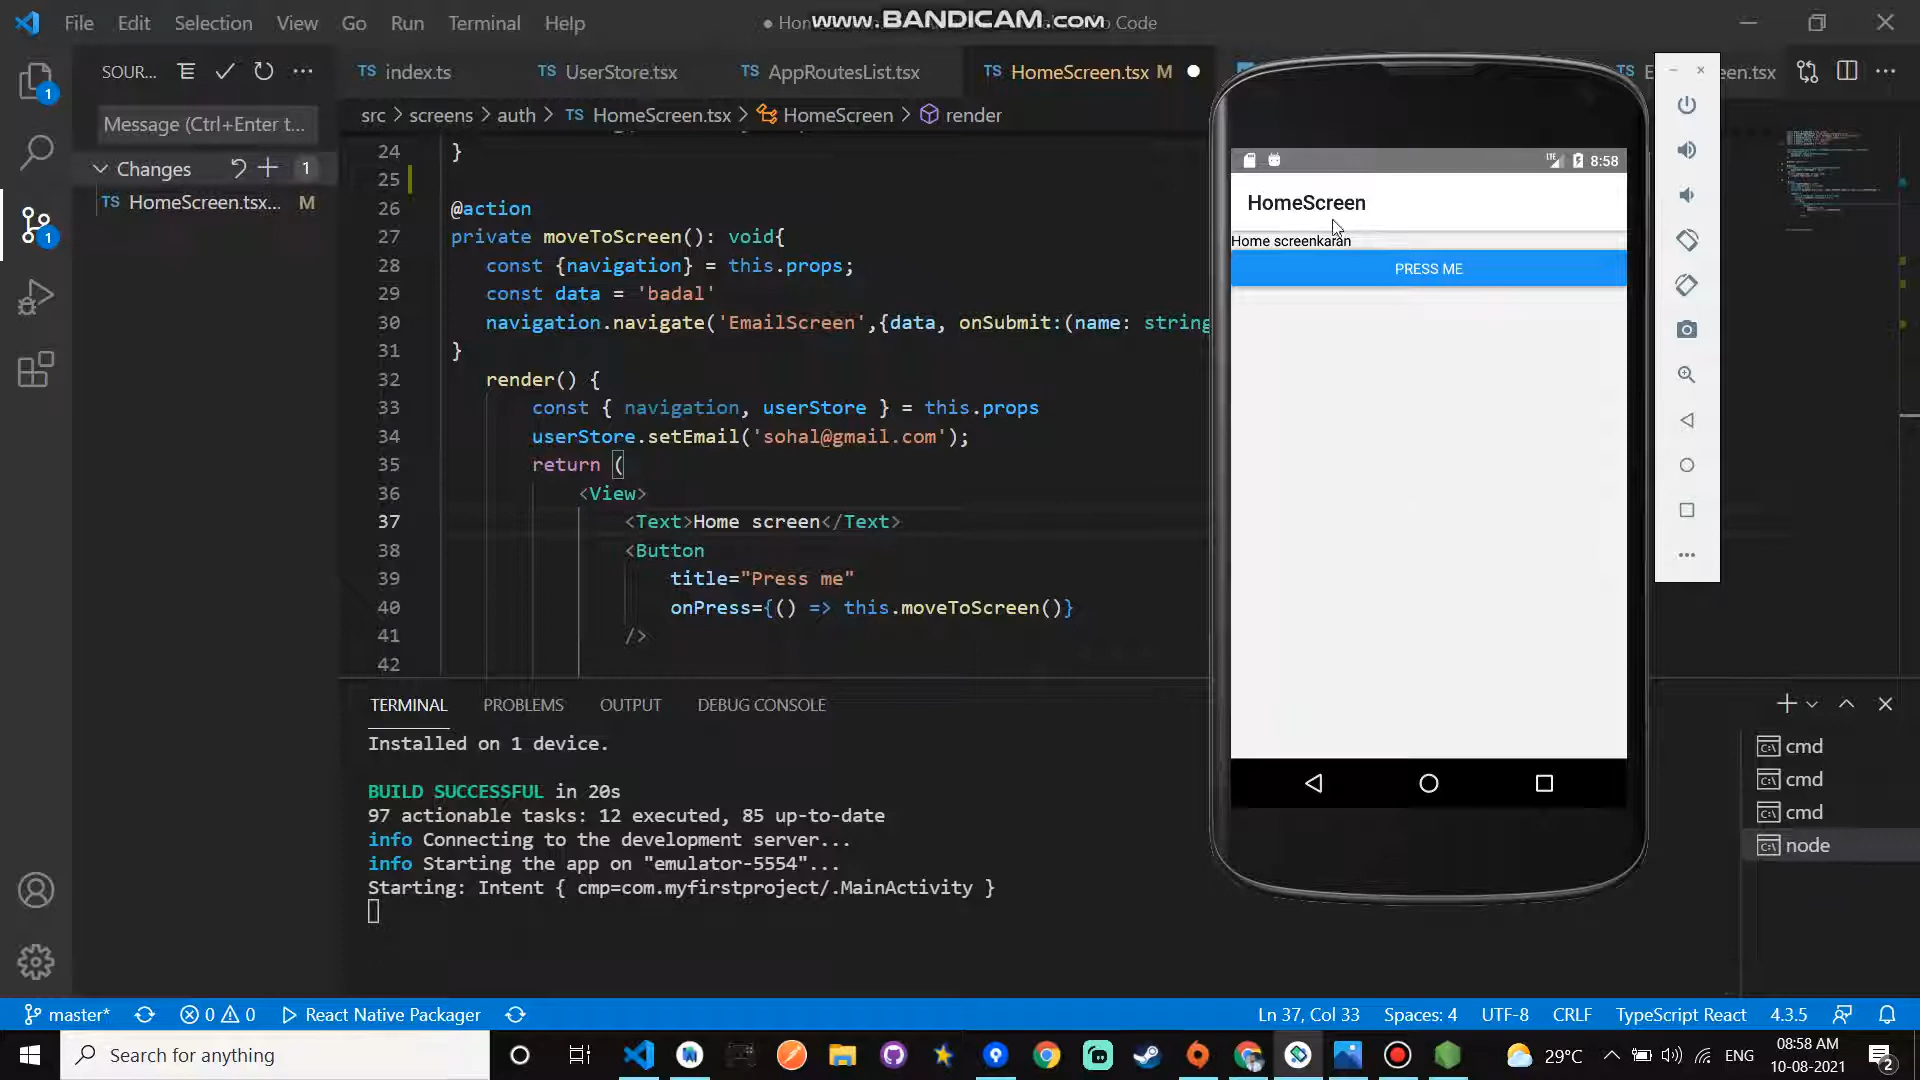 File Edit Selection View Go Run Terminal Help
● Hon
www.BANDICAM.com
Code
SOUR...
TS index.ts
TS UserStore.tsx
TS AppRoutesList.tsx
TS HomeScreen.tsx M
TS
en.tsx
Message (Ctrl+Enter t...
src > screens > auth > TS HomeScreen.tsx > HomeScreen > render
Changes 1
TS HomeScreen.tsx... M
24 }
25
26 @action
27 private moveToScreen(): void{
28 const {navigation} = this.props;
29 const data = 'badal'
30 navigation.navigate('EmailScreen',{data, onSubmit:(name: string
31 }
32 render() {
33 const { navigation, userStore } = this.props
34 userStore.setEmail('sohal@gmail.com');
35 return (
36 <View>
37 <Text>Home screen</Text>
38 <Button
39 title="Press me"
40 onPress={() => this.moveToScreen()}
41 />
42
1
1
LTE 8:58
HomeScreen
Home screenkaran
PRESS ME
TERMINAL PROBLEMS OUTPUT DEBUG CONSOLE
Installed on 1 device.
BUILD SUCCESSFUL in 20s
97 actionable tasks: 12 executed, 85 up-to-date
info Connecting to the development server...
info Starting the app on "emulator-5554"...
Starting: Intent { cmp=com.myfirstproject/.MainActivity }
cmd
cmd
cmd
node
master* 0 0 React Native Packager
Ln 37, Col 33 Spaces: 4 UTF-8 CRLF TypeScript React 4.3.5
Search for anything
29°C ENG
08:58 AM
10-08-2021
2